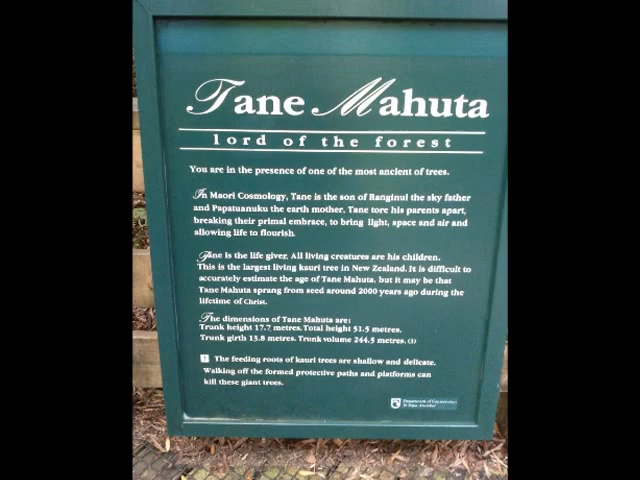 Tane Mahuta
lord of the forest
You are in the presence of one of the most ancient of trees.
In Maori Cosmology, Tane is the son of Ranginui the sky father
and Papatuanuku the earth mother. Tane tore his parents apart,
breaking their primal embrace, to bring light, space and air and
allowing life to flourish.
Tane is the life giver. All living creatures are his children.
This is the largest living kauri tree in New Zealand. It is difficult to
accurately estimate the age of Tane Mahuta, but it may be that
Tane Mahuta sprang from seed around 2000 years ago during the
lifetime of Christ.
The dimensions of Tane Mahuta are:
Trunk height 17.7 metres. Total height 51.5 metres.
Trunk girth 13.8 metres. Trunk volume 244.5 metres. (3)
! The feeding roots of kauri trees are shallow and delicate.
Walking off the formed protective paths and platforms can
kill these giant trees.
Department of Conservation
Te Papa Atawhai